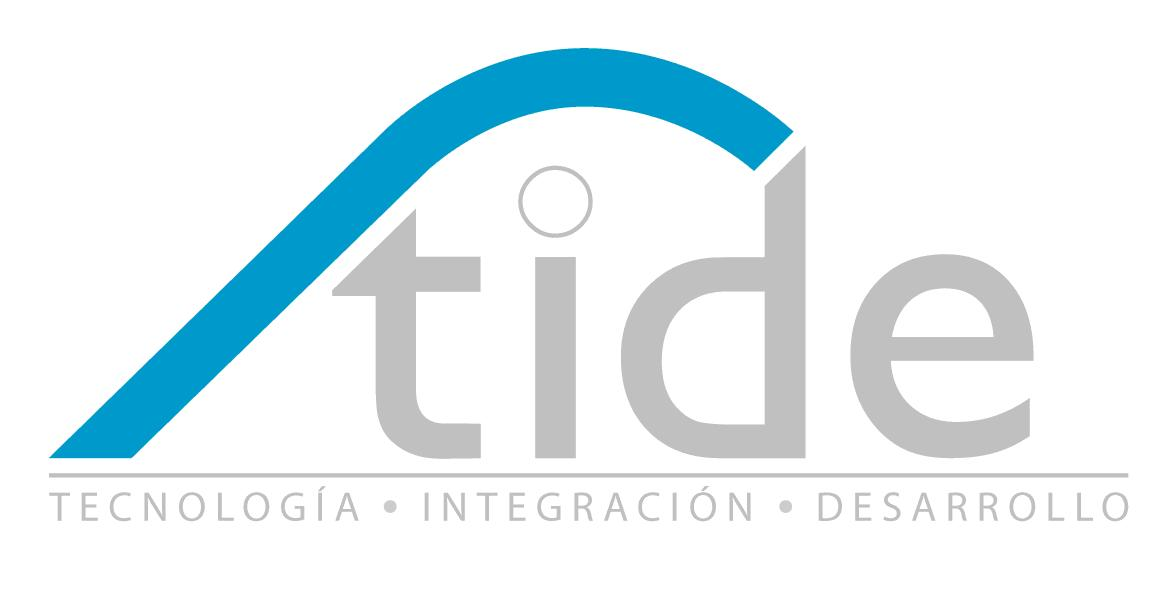 tide
TECNOLOGÍA • INTEGRACIÓN • DESARROLLO